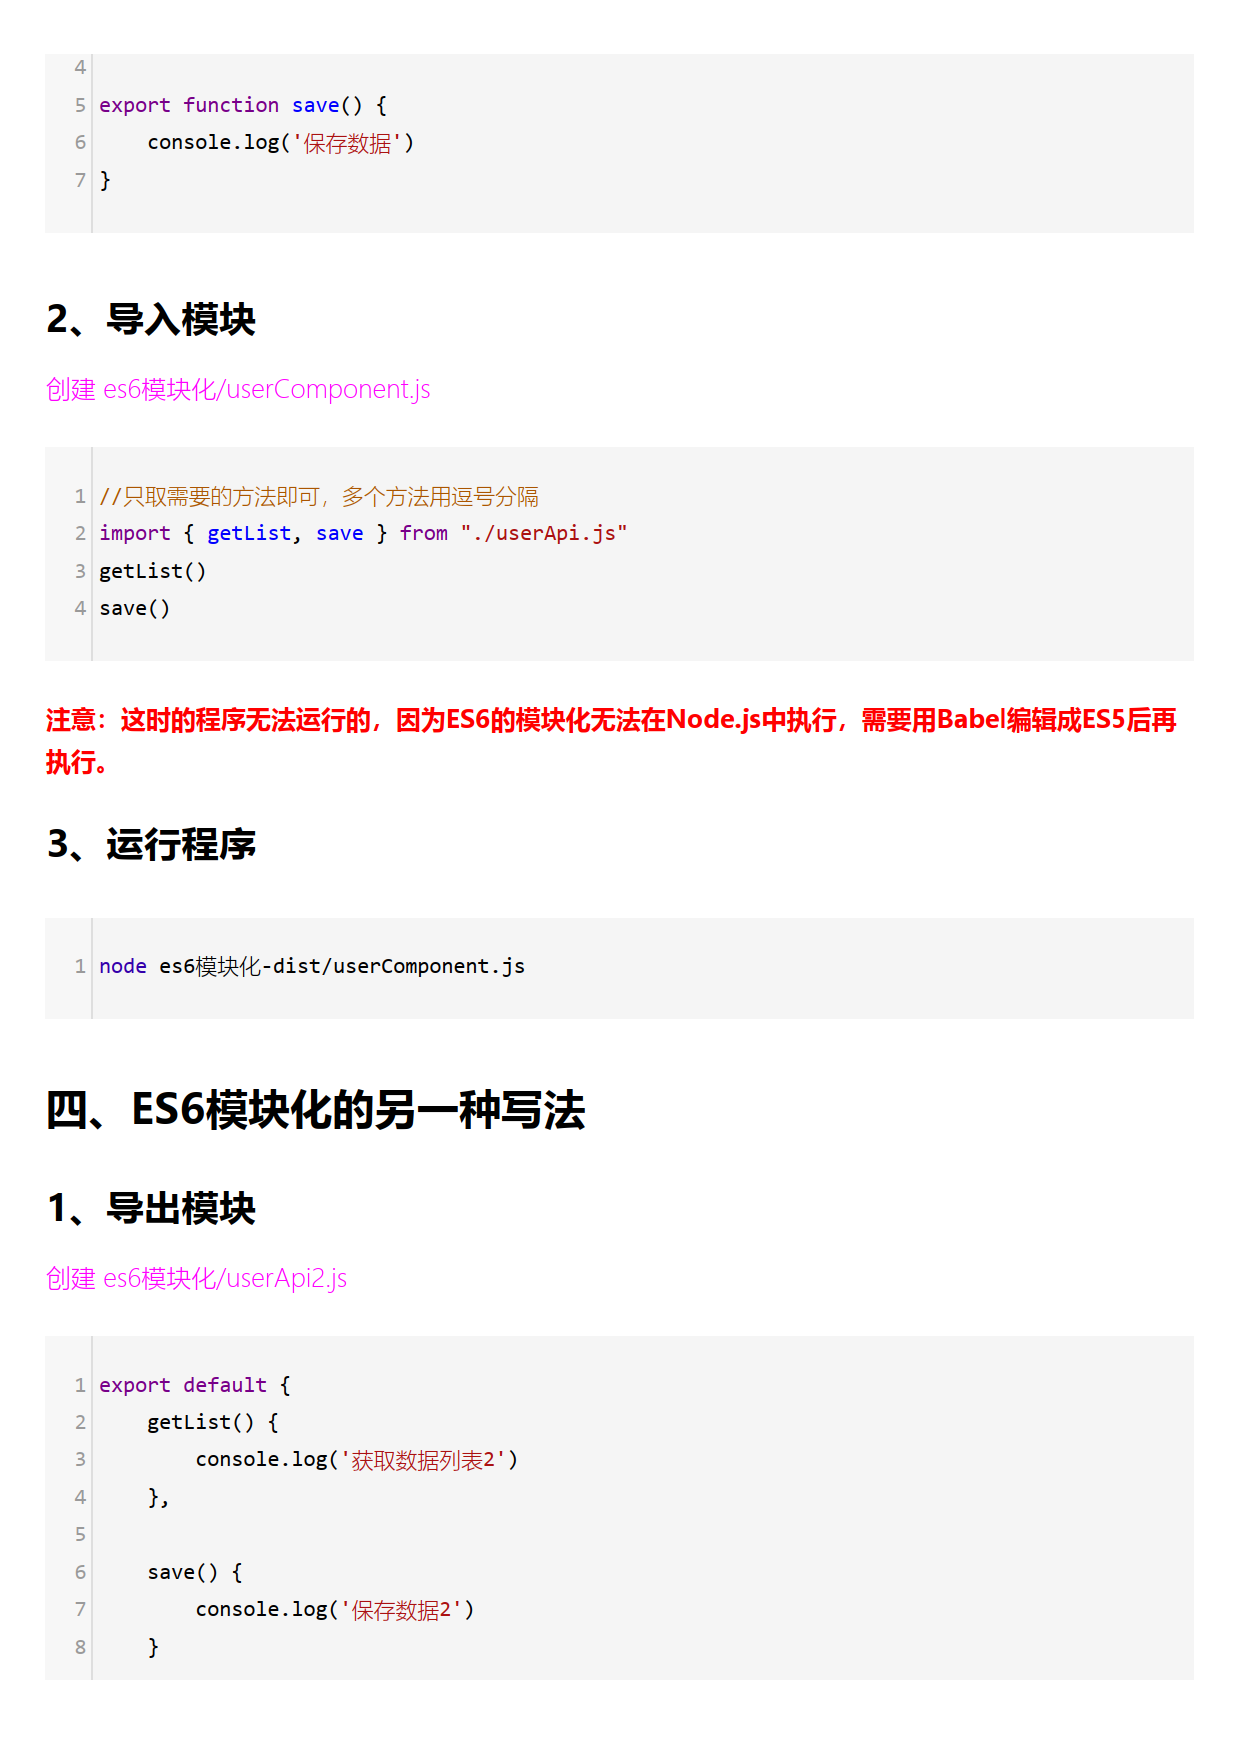 4
5 export function save() {
6     console.log('保存数据')
7 }
2、导入模块
创建 es6模块化/userComponent.js
1 //只取需要的方法即可，多个方法用逗号分隔
2 import { getList, save } from "./userApi.js"
3 getList()
4 save()
注意：这时的程序无法运行的，因为ES6的模块化无法在Node.js中执行，需要用Babel编辑成ES5后再
执行。
3、运行程序
1 node es6模块化-dist/userComponent.js
四、ES6模块化的另一种写法
1、导出模块
创建 es6模块化/userApi2.js
1 export default {
2     getList() {
3         console.log('获取数据列表2')
4     },
5
6     save() {
7         console.log('保存数据2')
8     }